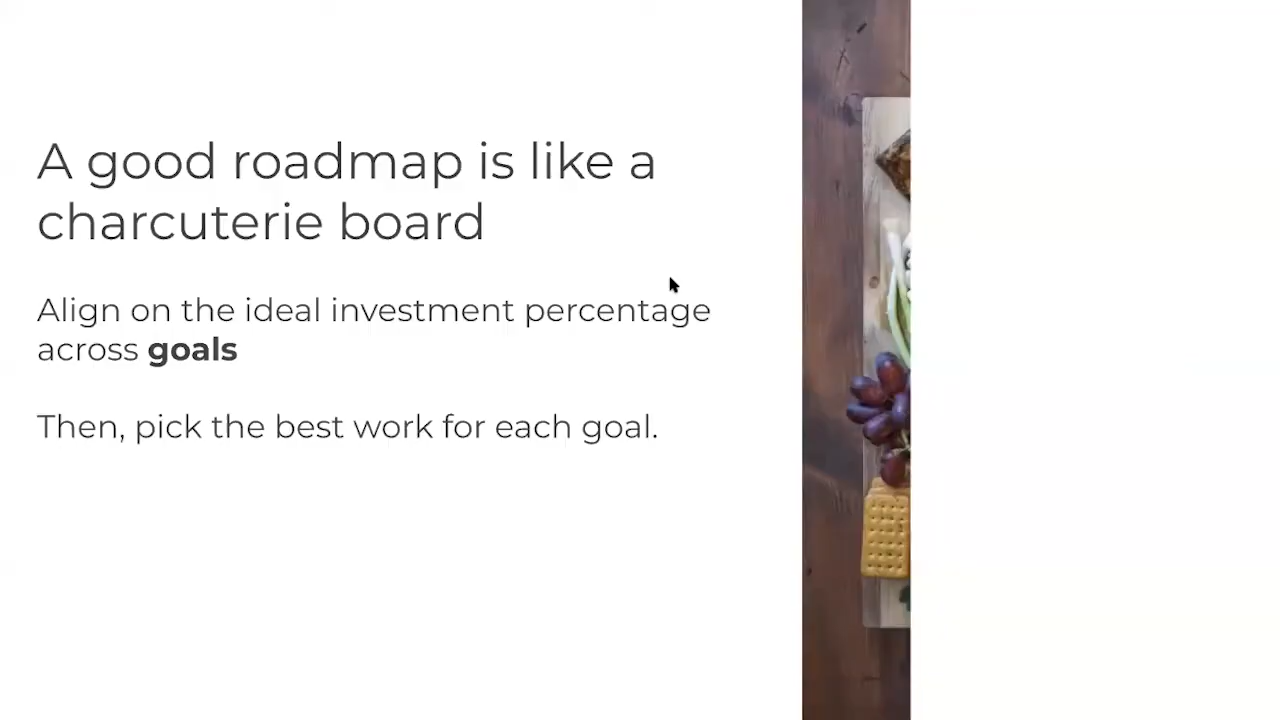 A good roadmap is like a
charcuterie board
Align on the ideal investment percentage
across goals
Then, pick the best work for each goal.